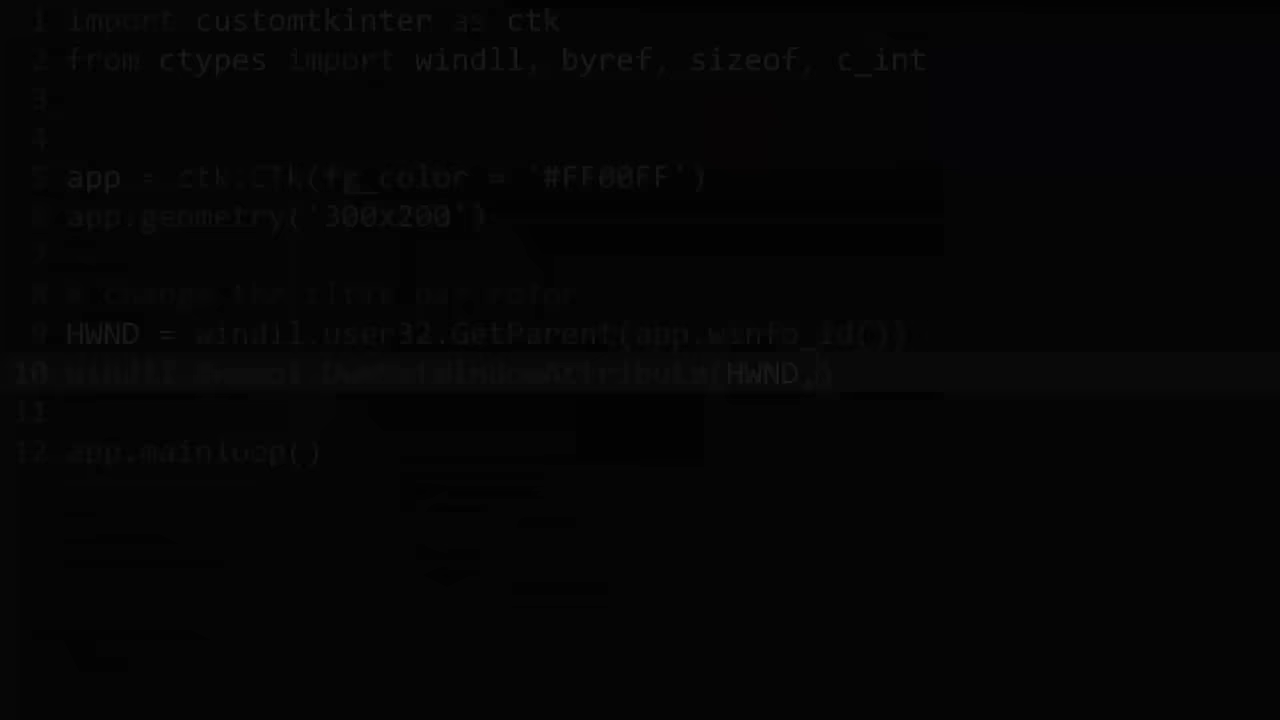 1 import customtkinter as ctk
2 from ctypes import windll, byref, sizeof, c_int
3
4
5 app = ctk.CTk(fg_color = '#FF00FF')
6 app.geometry('300x200')
7
8 # change the title bar color
9 HWND = windll.user32.GetParent(app.winfo_id())
10 windll.dwmapi.DwmSetWindowAttribute(HWND,)
11
12 app.mainloop()